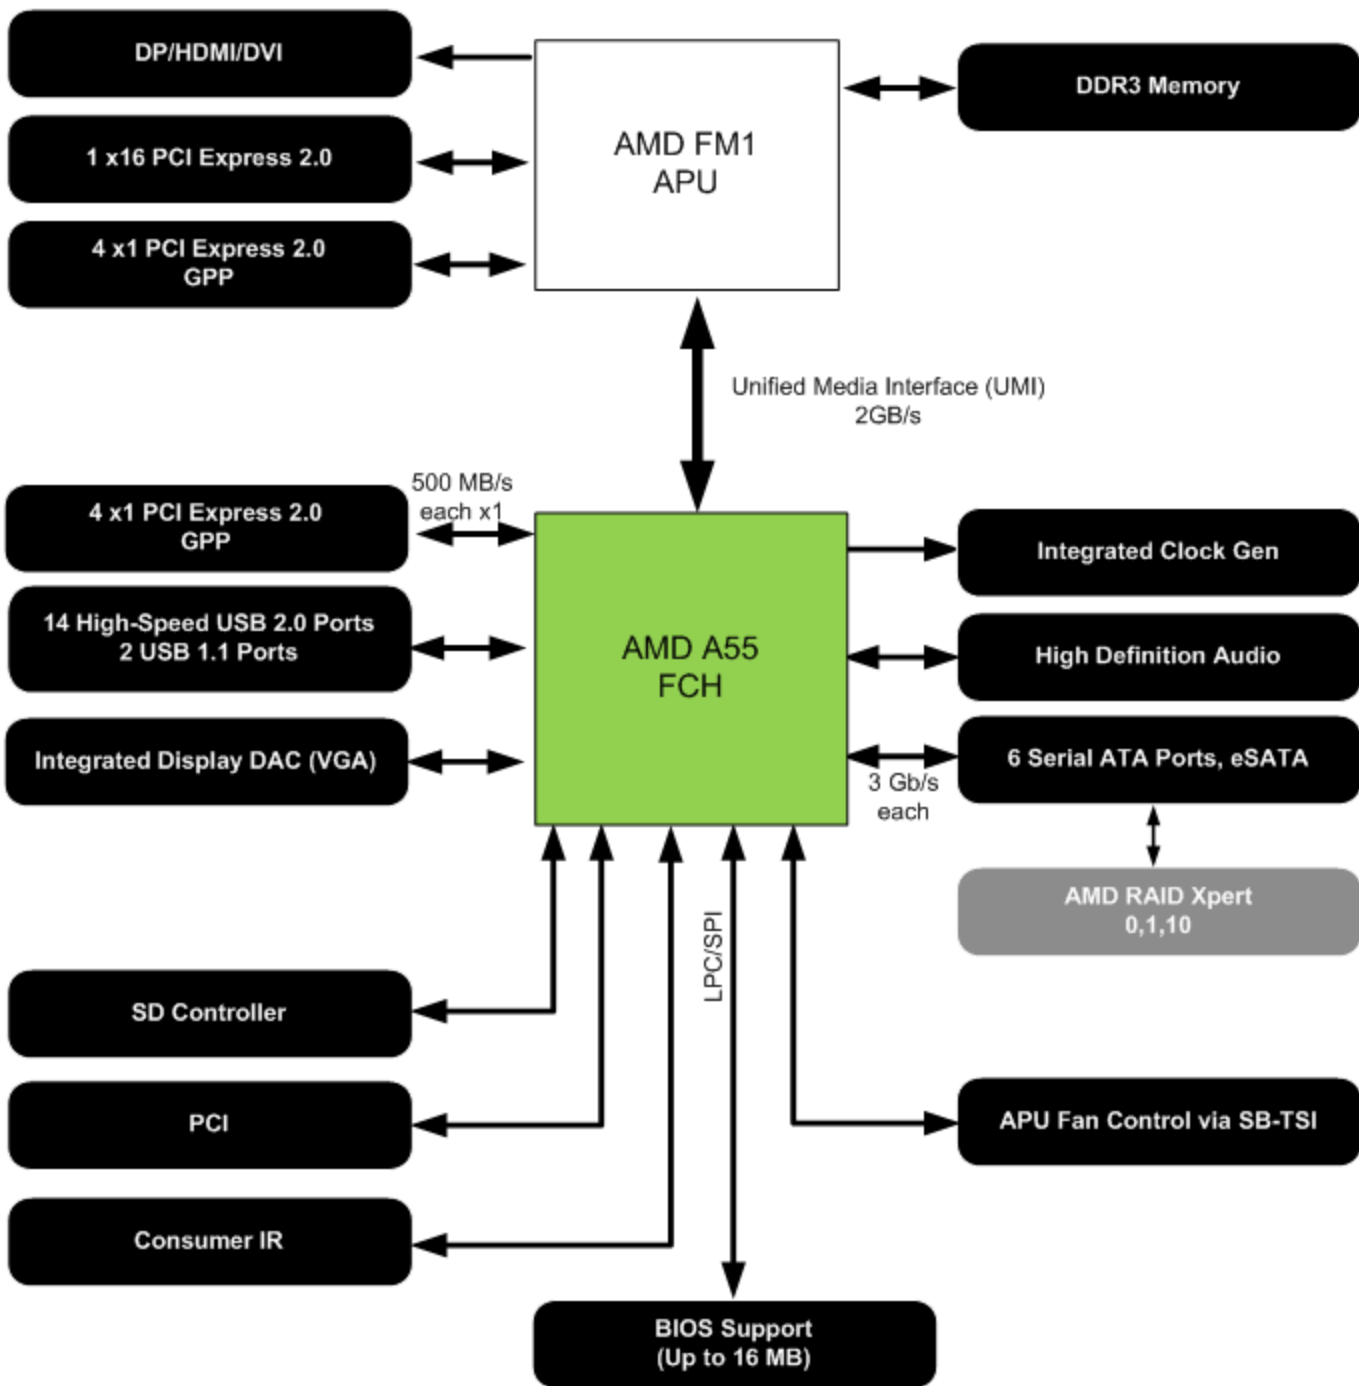 DP/HDMI/DVI
1 x16 PCI Express 2.0
4 x1 PCI Express 2.0
GPP
AMD FM1
APU
DDR3 Memory
Unified Media Interface (UMI)
2GB/s
500 MB/s
each x1
4 x1 PCI Express 2.0
GPP
14 High-Speed USB 2.0 Ports
2 USB 1.1 Ports
Integrated Display DAC (VGA)
AMD A55
FCH
Integrated Clock Gen
High Definition Audio
6 Serial ATA Ports, eSATA
3 Gb/s
each
AMD RAID Xpert
0,1,10
LPC/SPI
SD Controller
PCI
Consumer IR
APU Fan Control via SB-TSI
BIOS Support
(Up to 16 MB)